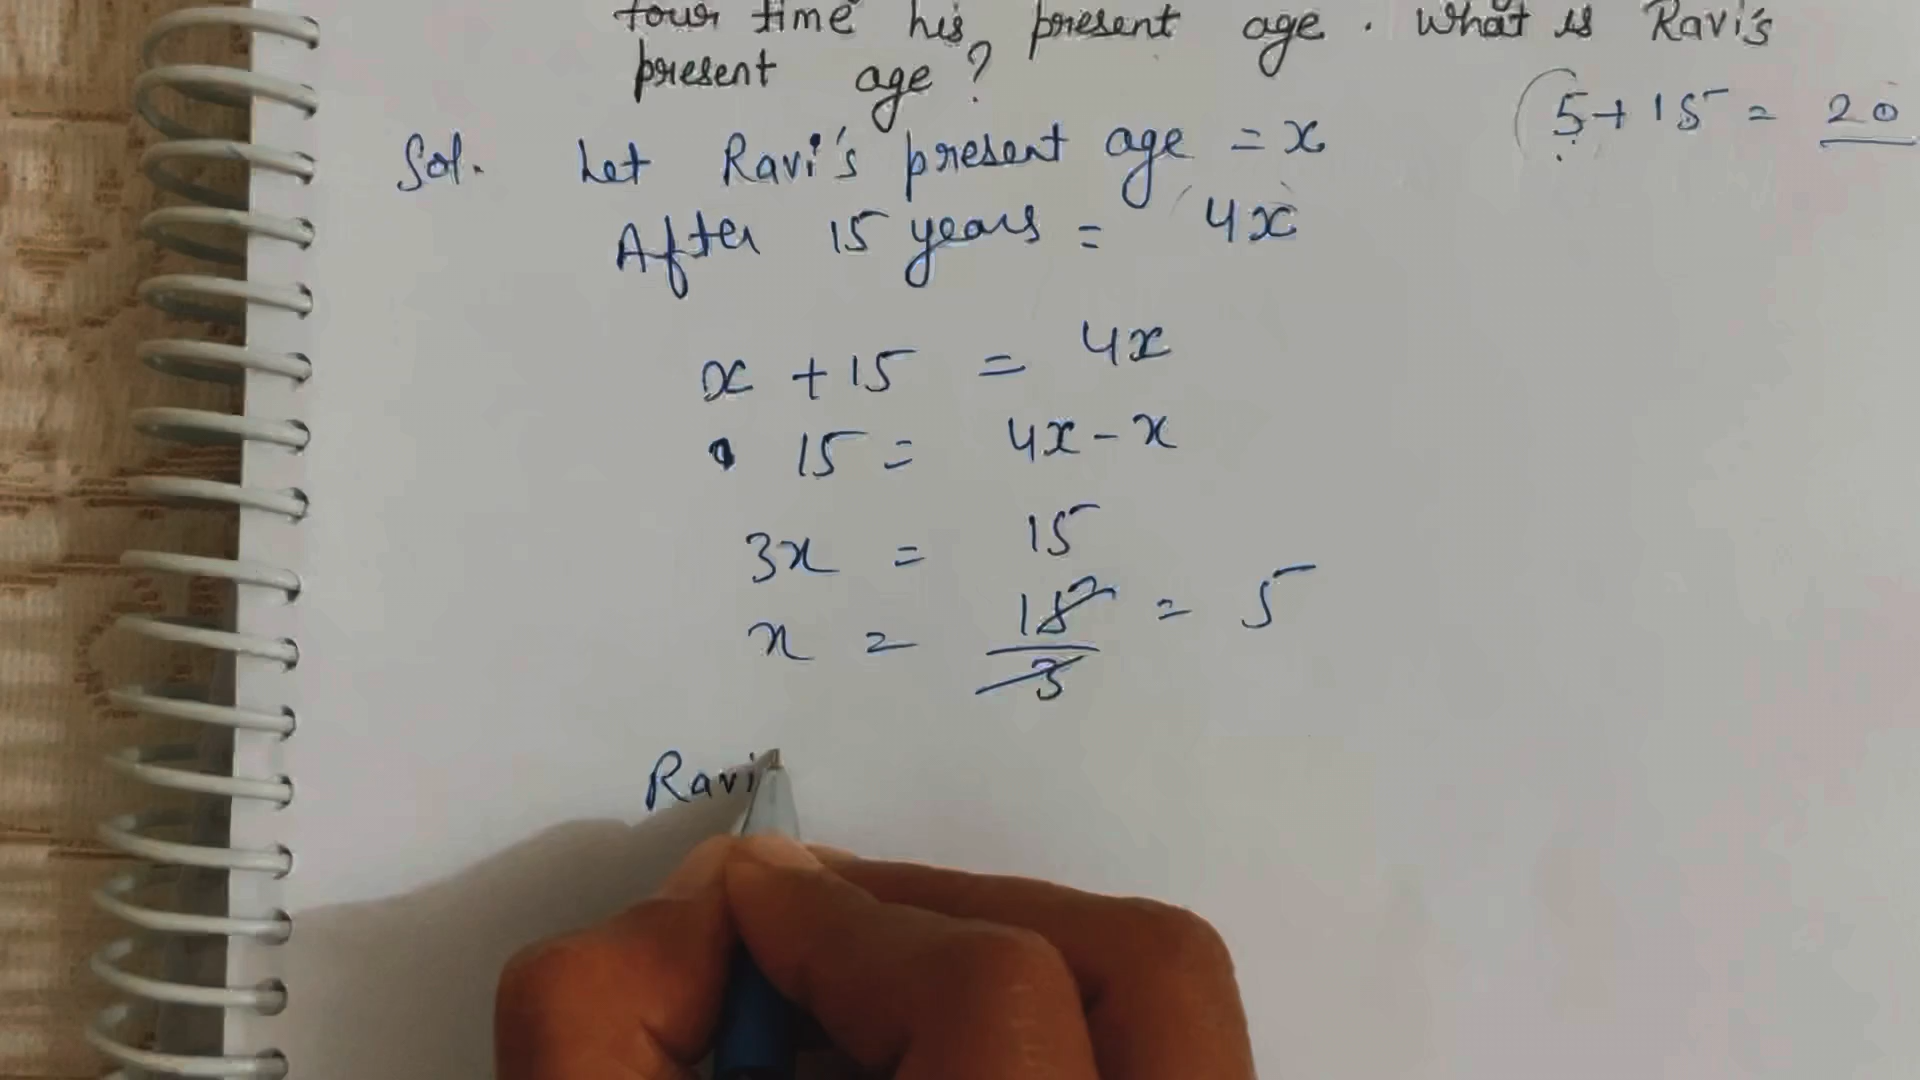 four time his present age. What is Ravi's
present age?
(5+15 = 20
Sol. Let Ravi's present age = x
After 15 years = 4x
x + 15 = 4x
15 = 4x - x
3x = 15
x = 15/3 = 5
Ravi